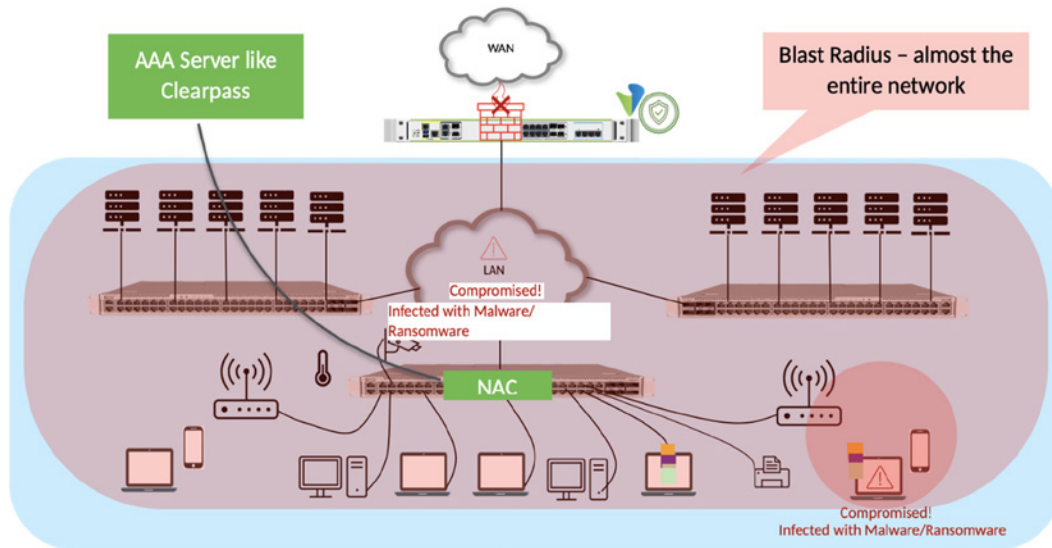 WAN
AAA Server like
Clearpass
Blast Radius – almost the
entire network
LAN
Compromised!
Infected with Malware/
Ransomware
NAC
Compromised!
Infected with Malware/Ransomware